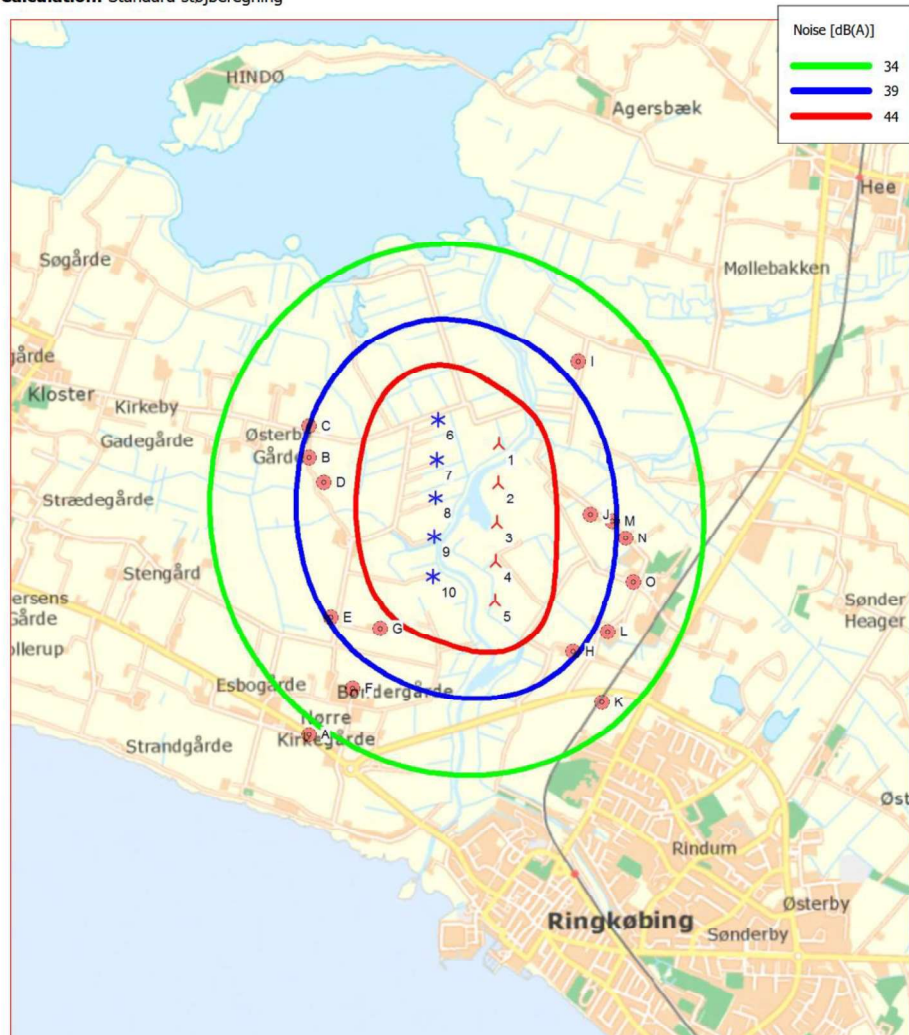 Calculation: Standard støjberegning
Noise [dB(A)]
34
39
44
HINDØ
Agersbæk
Hee
Møllebakken
Søgårde
gårde
Kloster
Kirkeby
Gadegårde
Østerby
Gårde
Strædegårde
Stengård
ersens
Gårde
ollerup
Esbogårde
Strandgårde
Nørre
Kirkegårde
Sønder
Heager
Øst
Rindum
Østerby
Ringkøbing
Sønderby
I
C
B
D
6
7
8
9
10
1
2
3
4
5
J
M
N
O
E
G
H
L
F
K
A